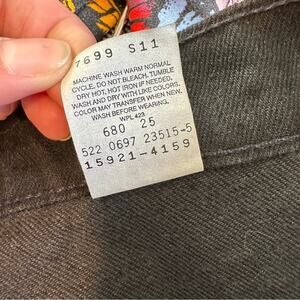 7699 S11
MACHINE WASH WARM NORMAL
CYCLE. DO NOT BLEACH. TUMBLE
DRY HOT. HOT IRON IF NEEDED.
WASH AND DRY WITH LIKE COLORS.
COLOR MAY TRANSFER WHEN NEW.
WASH BEFORE WEARING.
WPL 423
680 25
522 0697 23515-5
15921-4159